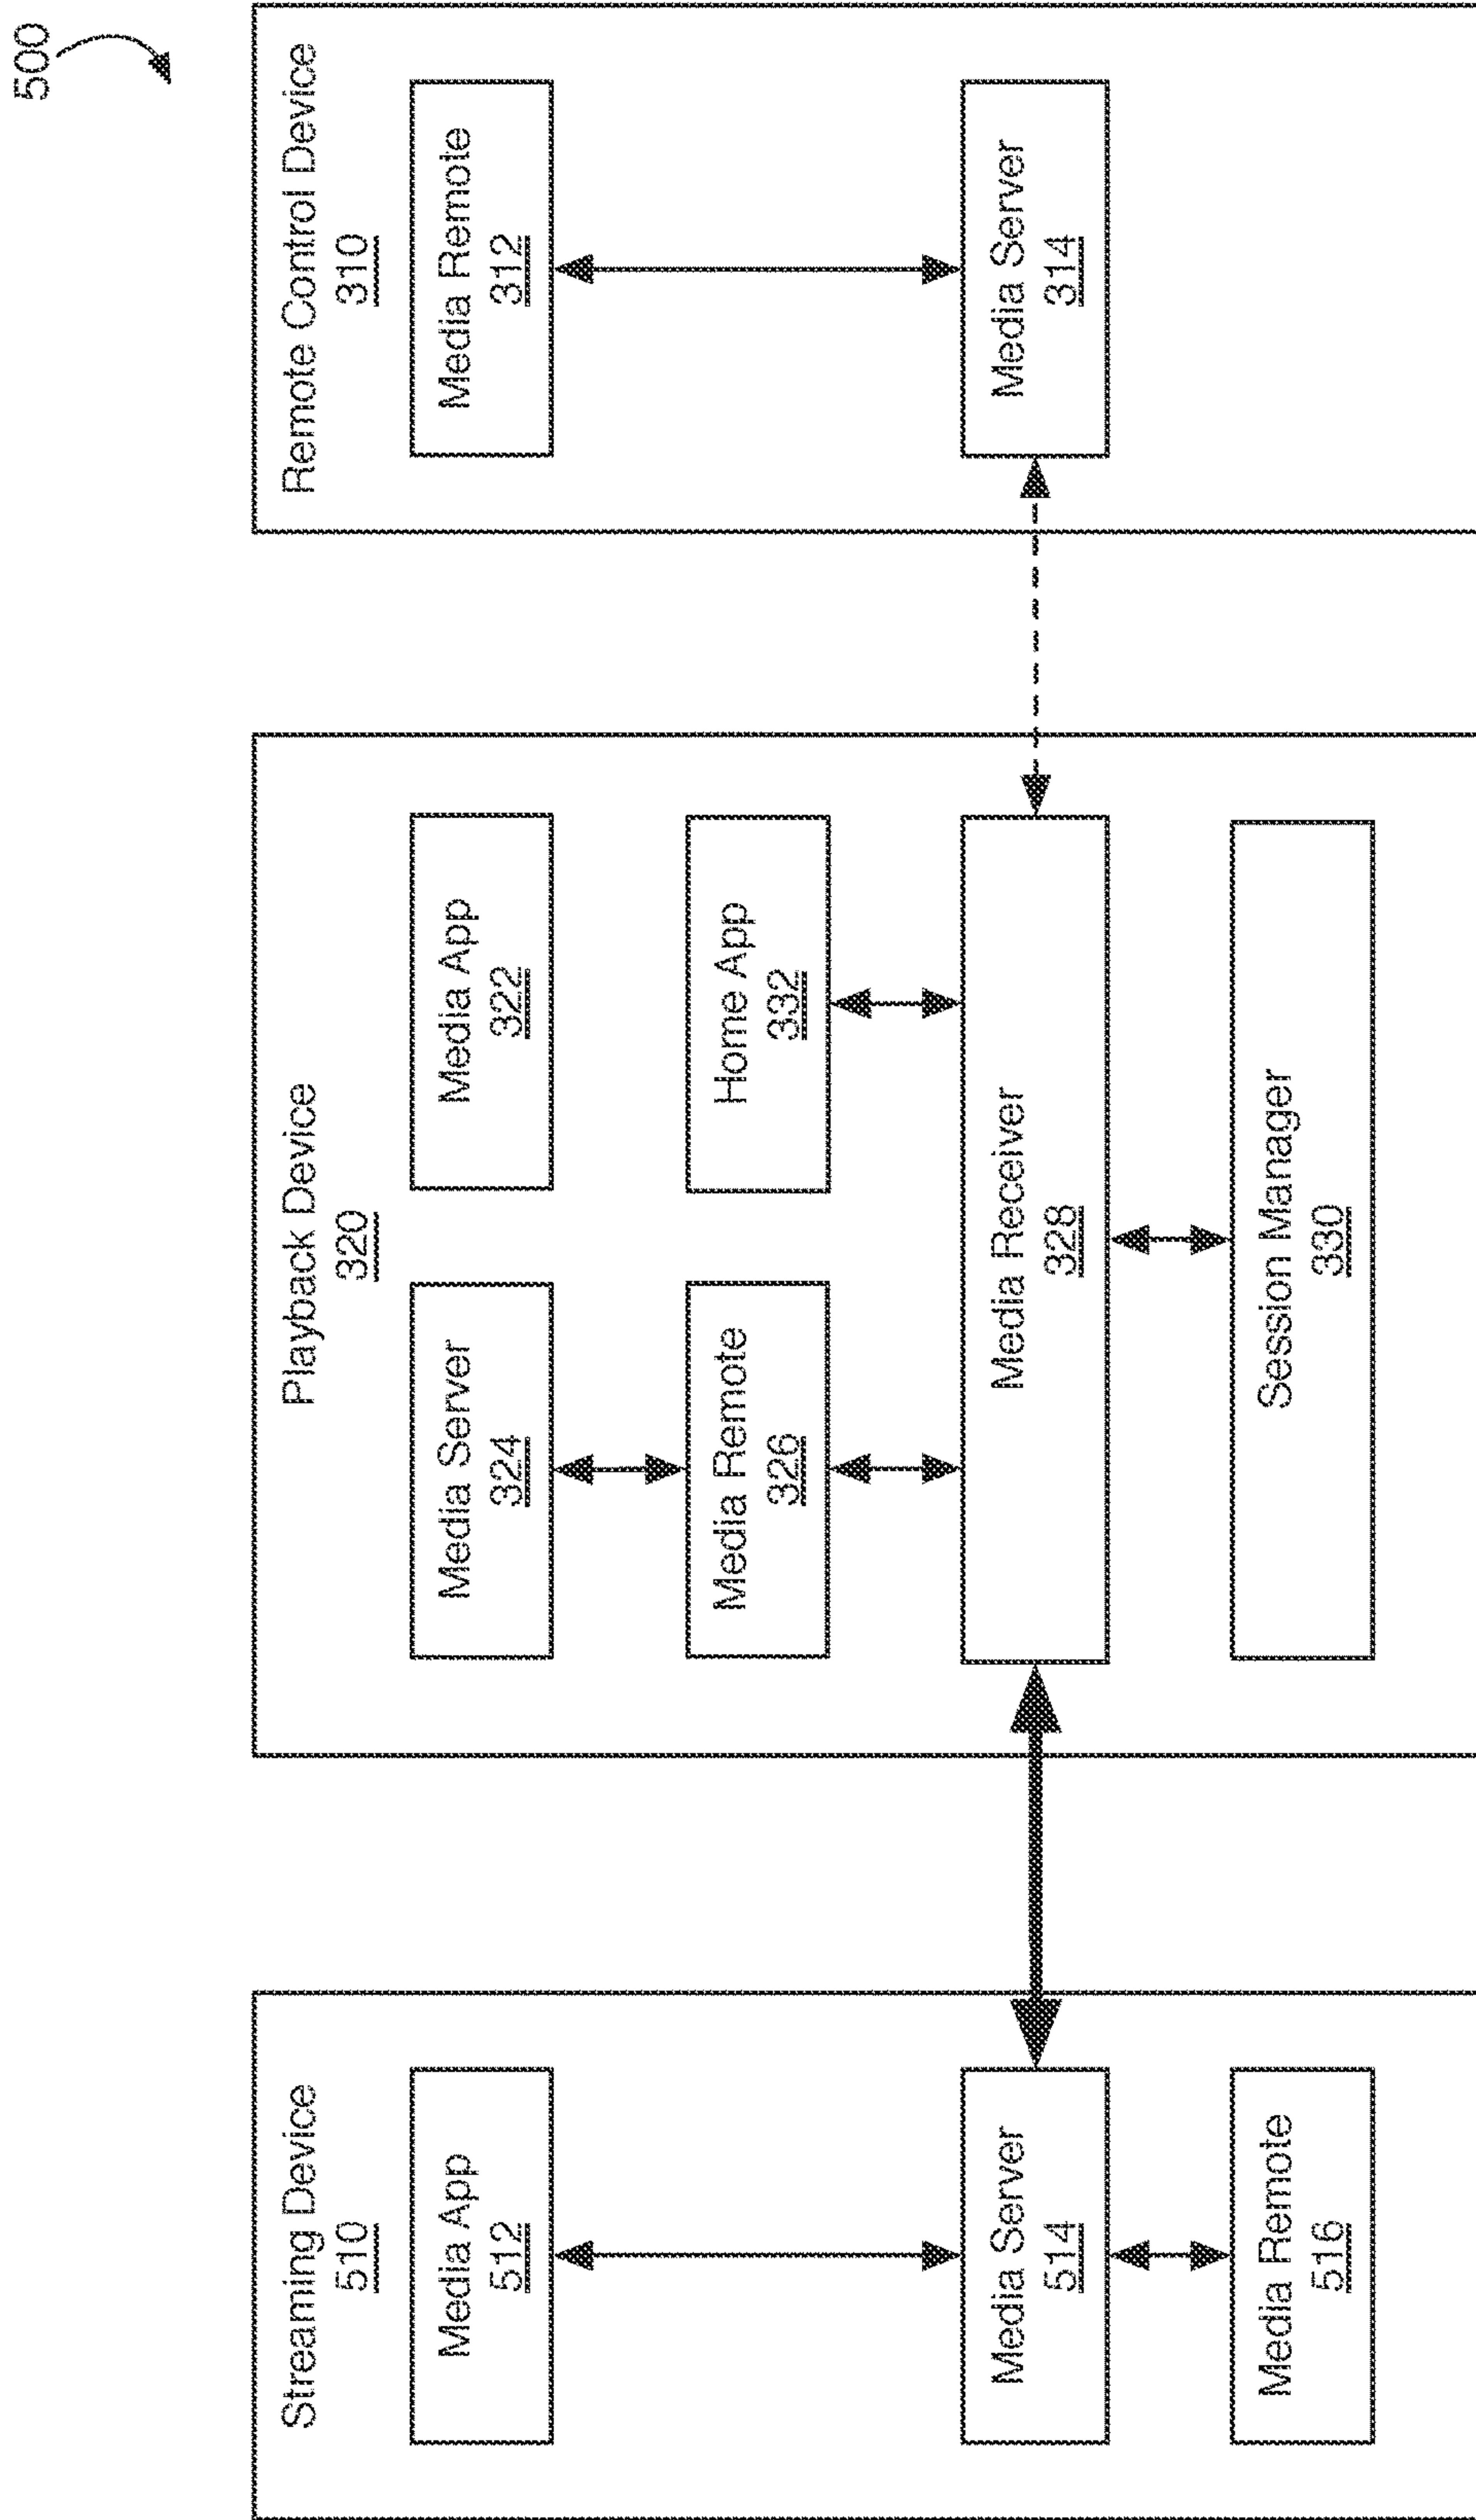 500
Streaming Device
510
Media App
512
Media Server
514
Media Remote
516
Playback Device
320
Media Server
324
Media App
322
Media Remote
326
Home App
332
Media Receiver
328
Session Manager
330
Remote Control Device
310
Media Remote
312
Media Server
314